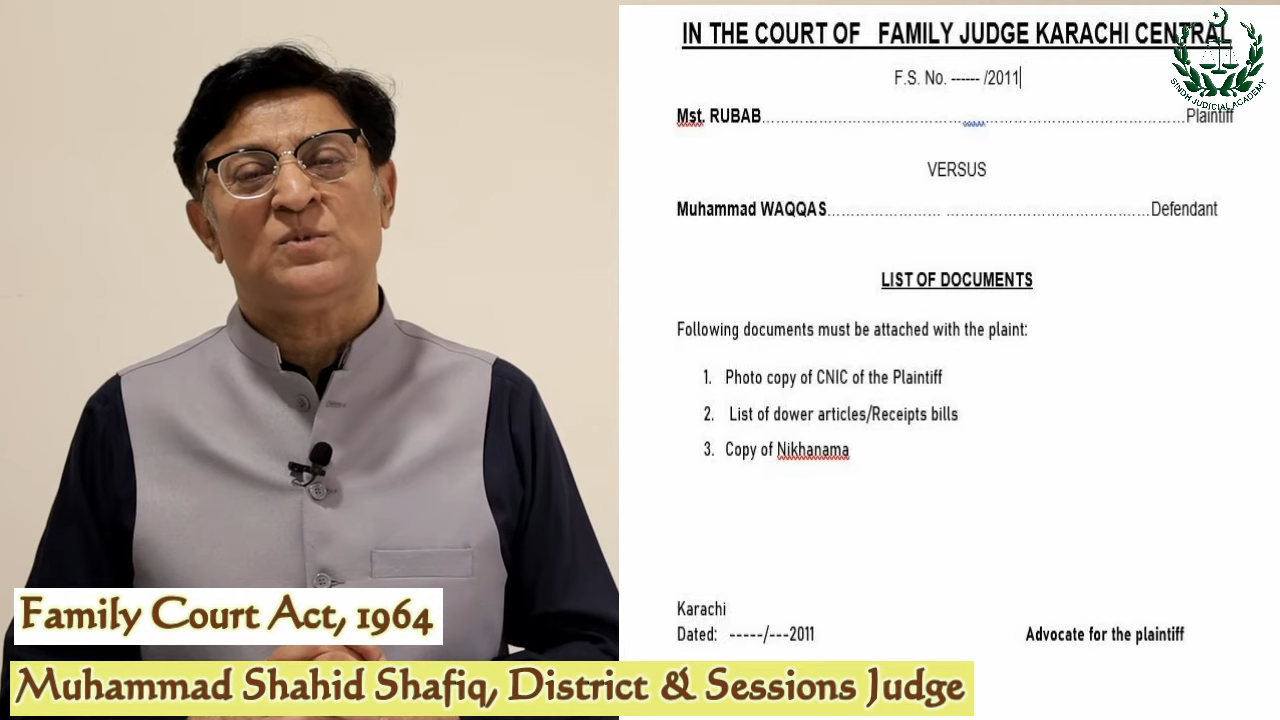 IN THE COURT OF FAMILY JUDGE KARACHI CENTRAL
F.S. No. ------ /2011
Mst. RUBAB........................................................................................Plaintiff
VERSUS
Muhammad WAQQAS........................ ...........................................Defendant
LIST OF DOCUMENTS
Following documents must be attached with the plaint:
1. Photo copy of CNIC of the Plaintiff
2. List of dower articles/Receipts bills
3. Copy of Nikhanama
Karachi
Dated: -----/---2011 Advocate for the plaintiff
SINDH JUDICIAL ACADEMY
Family Court Act, 1964
Muhammad Shahid Shafiq, District & Sessions Judge